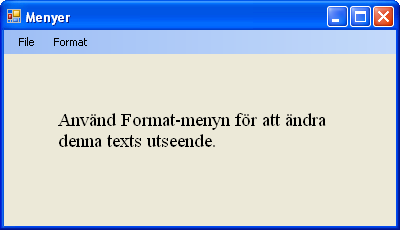 Menyer
File Format
Använd Format-menyn för att ändra
denna texts utseende.